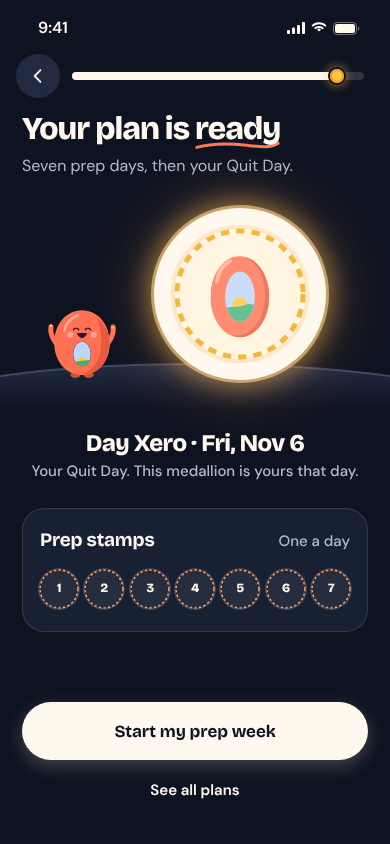 9:41
Your plan is ready
Seven prep days, then your Quit Day.
Day Xero · Fri, Nov 6
Your Quit Day. This medallion is yours that day.
Prep stamps
One a day
1 2 3 4 5 6 7
Start my prep week
See all plans